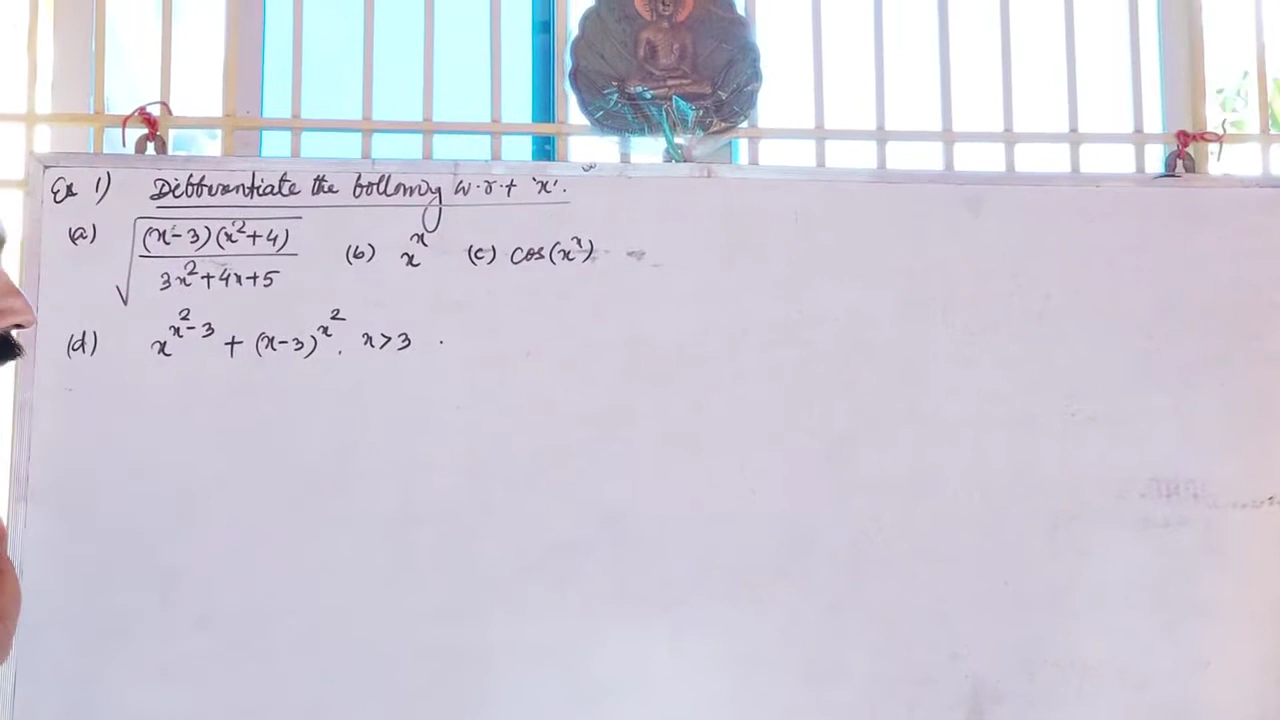 Ex 1) Differentiate the following w.r.t 'x'.
(a) √((x-3)(x²+4)/(3x²+4x+5)) (b) x^x (c) cos(x^x)
(d) x^(x²-3) + (x-3)^(x²), x>3.